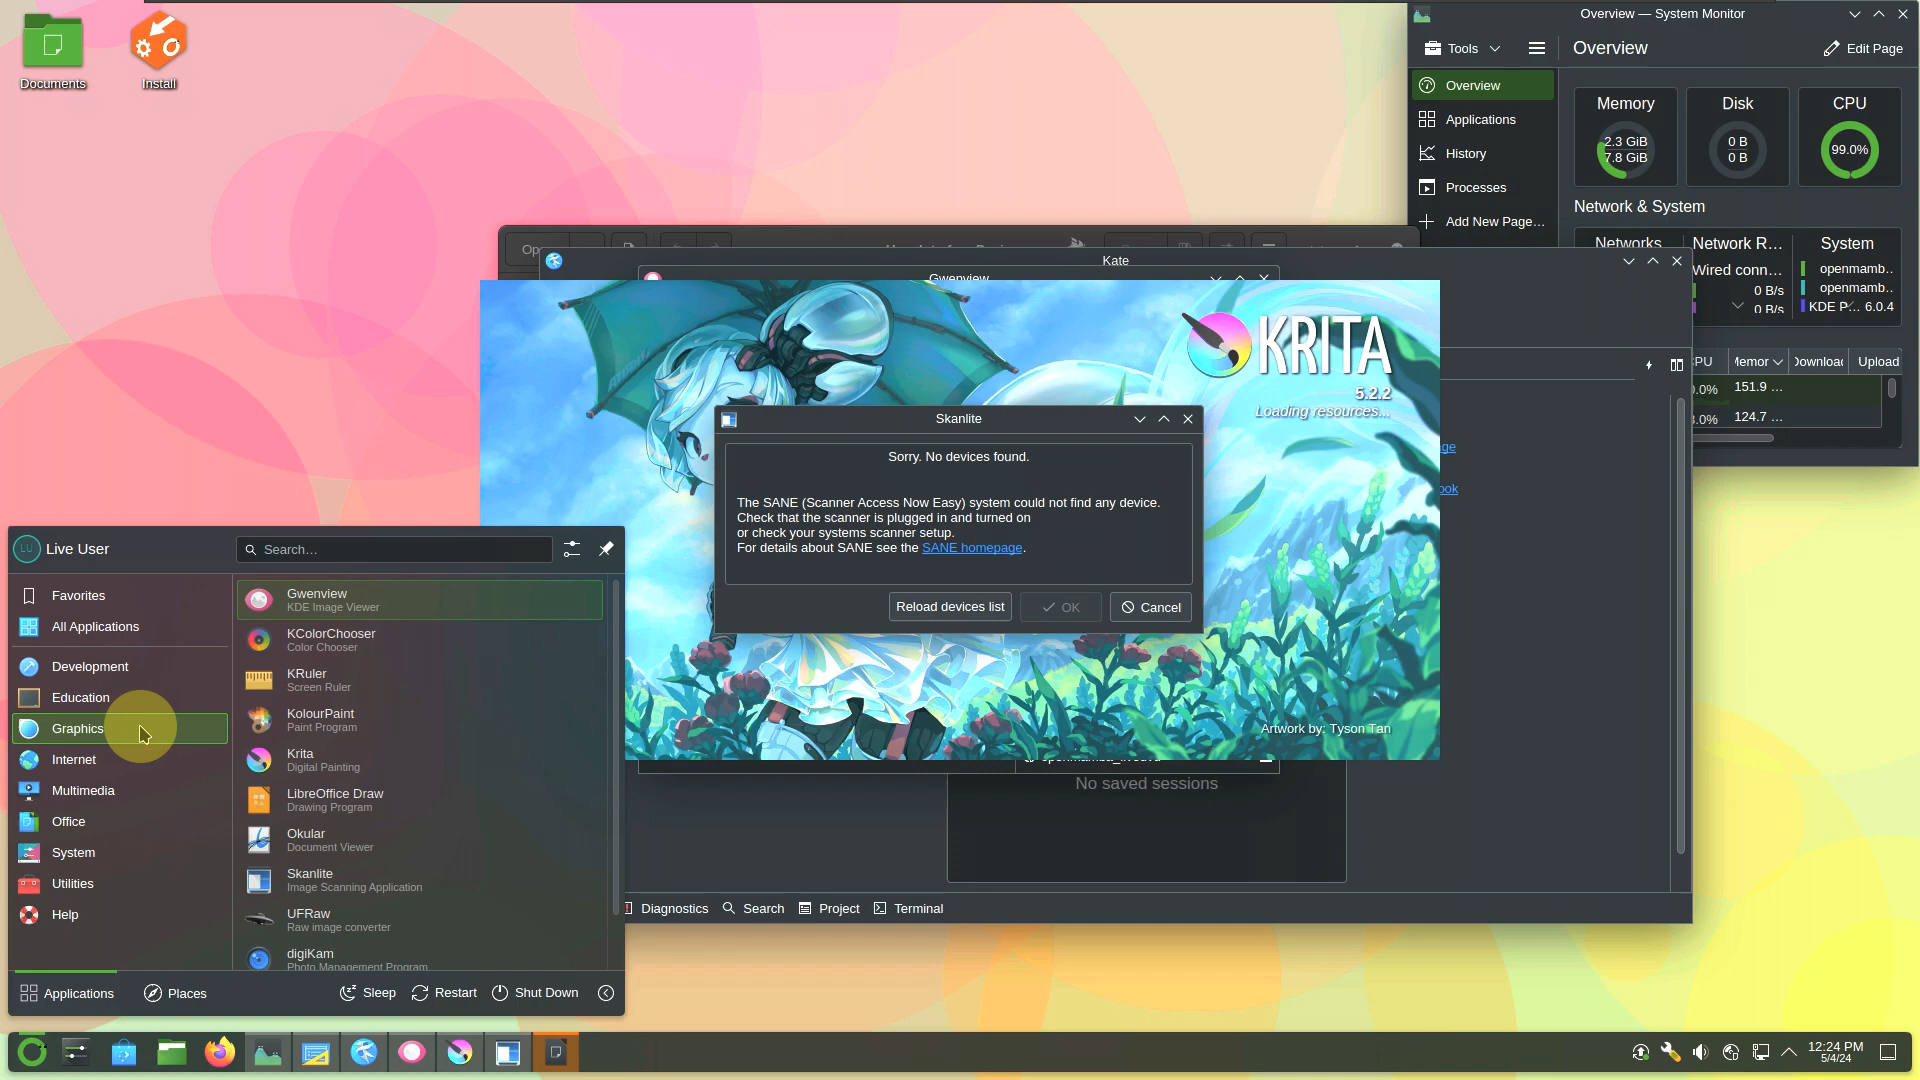 Documents
Install
Overview — System Monitor
Tools
Overview
Edit Page
Overview
Applications
History
Processes
Add New Page...
Memory
2.3 GiB
7.8 GiB
Disk
0 B
0 B
CPU
99.0%
Network & System
Networks
Network R...
System
Wired conn...
0 B/s
0 B/s
openmamb..
openmamb..
KDE P... 6.0.4
Upload
151.9 ...
124.7 ...
Kate
Gwenview
KRITA
5.2.2
Loading resources...
Skanlite
Sorry. No devices found.
The SANE (Scanner Access Now Easy) system could not find any device.
Check that the scanner is plugged in and turned on
or check your systems scanner setup.
For details about SANE see the SANE homepage.
Reload devices list
OK
Cancel
Artwork by: Tyson Tan
No saved sessions
Diagnostics
Search
Project
Terminal
LU
Live User
Search...
Favorites
All Applications
Development
Education
Graphics
Internet
Multimedia
Office
System
Utilities
Help
Gwenview
KDE Image Viewer
KColorChooser
Color Chooser
KRuler
Screen Ruler
KolourPaint
Paint Program
Krita
Digital Painting
LibreOffice Draw
Drawing Program
Okular
Document Viewer
Skanlite
Image Scanning Application
UFRaw
Raw image converter
digiKam
Photo Management Program
Applications
Places
Sleep
Restart
Shut Down
12:24 PM
5/4/24